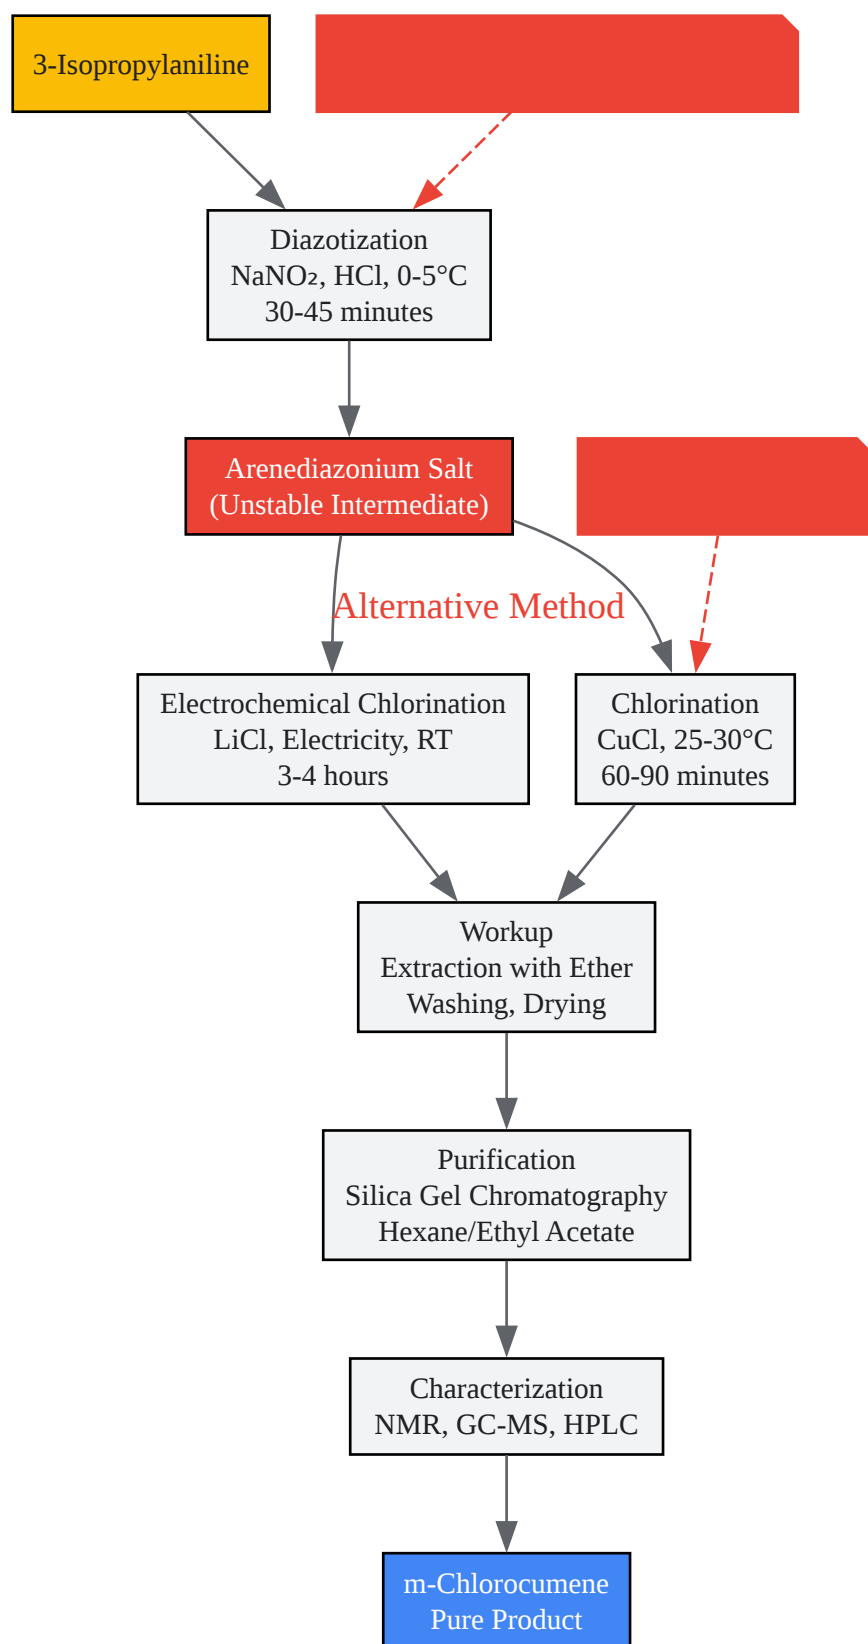 3-Isopropylaniline
Diazotization
NaNO₂, HCl, 0-5°C
30-45 minutes
Arenediazonium Salt
(Unstable Intermediate)
Alternative Method
Electrochemical Chlorination
LiCl, Electricity, RT
3-4 hours
Chlorination
CuCl, 25-30°C
60-90 minutes
Workup
Extraction with Ether
Washing, Drying
Purification
Silica Gel Chromatography
Hexane/Ethyl Acetate
Characterization
NMR, GC-MS, HPLC
m-Chlorocumene
Pure Product